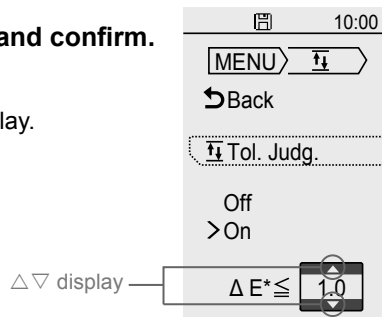 and confirm.
lay.
10:00
MENU
Back
Tol. Judg.
Off
>On
△▽ display
Δ E*≦ 1.0